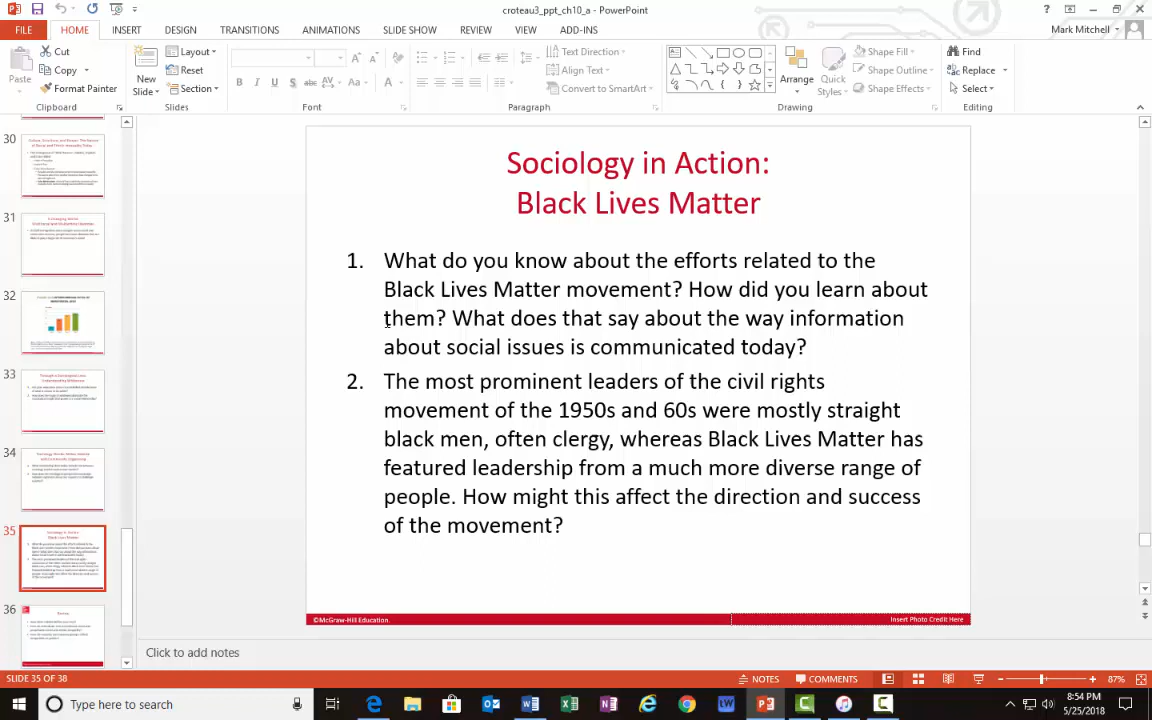 croteau3_ppt_ch10_a - PowerPoint
FILE HOME INSERT DESIGN TRANSITIONS ANIMATIONS SLIDE SHOW REVIEW VIEW ADD-INS Mark Mitchell
Cut Layout Text Direction Shape Fill Find
Copy Reset Align Text Shape Outline Replace
Paste Format Painter New Slide Section Convert to SmartArt Arrange Quick Styles Shape Effects Select
Clipboard Slides Font Paragraph Drawing Editing
30
31
32
33
34
35
36
Sociology in Action:
Black Lives Matter
1. What do you know about the efforts related to the
Black Lives Matter movement? How did you learn about
them? What does that say about the way information
about social issues is communicated today?
2. The most prominent leaders of the civil rights
movement of the 1950s and 60s were mostly straight
black men, often clergy, whereas Black Lives Matter has
featured leadership from a much more diverse range of
people. How might this affect the direction and success
of the movement?
©McGraw-Hill Education. Insert Photo Credit Here
Click to add notes
SLIDE 35 OF 38 NOTES COMMENTS 87%
Type here to search
8:54 PM
5/25/2018